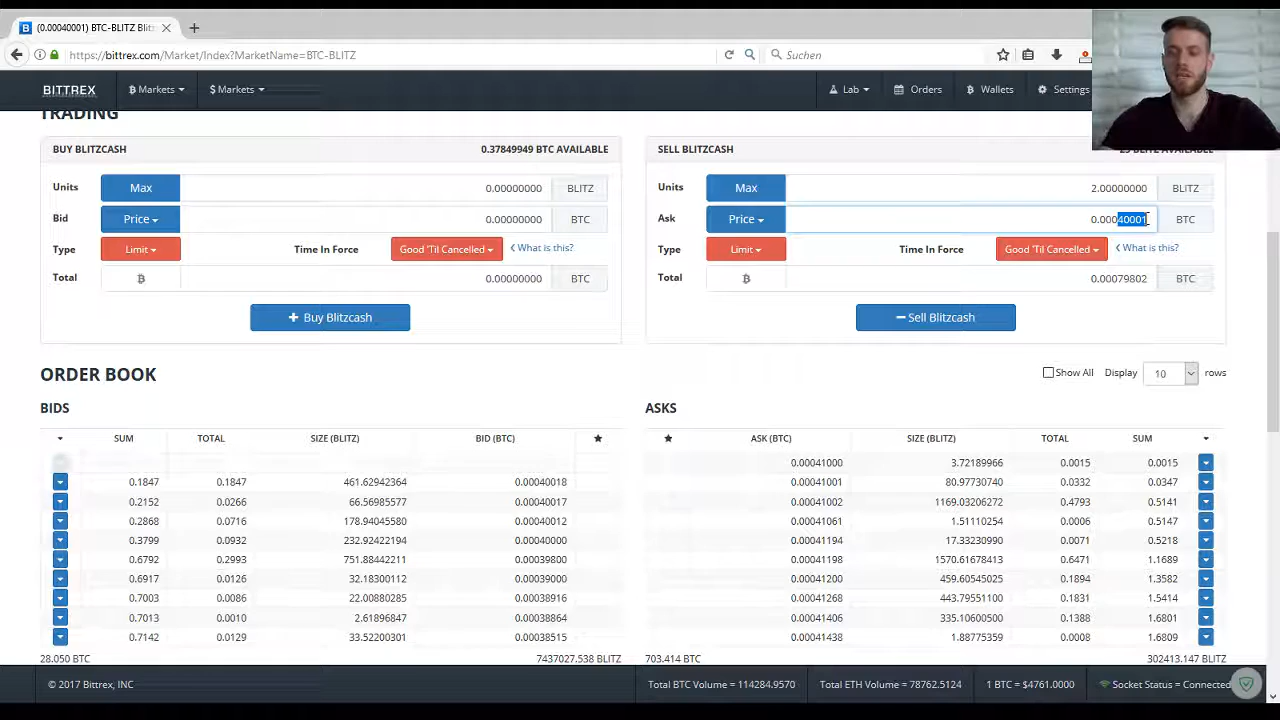 (0.00040001) BTC-BLITZ Blitz
https://bittrex.com/Market/Index?MarketName=BTC-BLITZ
Suchen
BITTREX
Ƀ Markets
$ Markets
Lab
Orders
Wallets
Settings
TRADING
BUY BLITZCASH
0.37849949 BTC AVAILABLE
Units
Max
0.00000000
BLITZ
Bid
Price
0.00000000
BTC
Type
Limit
Time In Force
Good 'Til Cancelled
What is this?
Total
Ƀ
0.00000000
BTC
Buy Blitzcash
SELL BLITZCASH
25 BLITZ AVAILABLE
Units
Max
2.00000000
BLITZ
Ask
Price
0.00040001
BTC
Type
Limit
Time In Force
Good 'Til Cancelled
What is this?
Total
Ƀ
0.00079802
BTC
Sell Blitzcash
ORDER BOOK
Show All Display 10 rows
BIDS
SUM TOTAL SIZE (BLITZ) BID (BTC)
0.1847 0.1847 461.62942364 0.00040018
0.2152 0.0266 66.56985577 0.00040017
0.2868 0.0716 178.94045580 0.00040012
0.3799 0.0932 232.92422194 0.00040000
0.6792 0.2993 751.88442211 0.00039800
0.6917 0.0126 32.18300112 0.00039000
0.7003 0.0086 22.00880285 0.00038916
0.7013 0.0010 2.61896847 0.00038864
0.7142 0.0129 33.52200301 0.00038515
28.050 BTC 7437027.538 BLITZ
ASKS
ASK (BTC) SIZE (BLITZ) TOTAL SUM
0.00041000 3.72189966 0.0015 0.0015
0.00041001 80.97730740 0.0332 0.0347
0.00041002 1169.03206272 0.4793 0.5141
0.00041061 1.51110254 0.0006 0.5147
0.00041194 17.33230990 0.0071 0.5218
0.00041198 1570.61678413 0.6471 1.1689
0.00041200 459.60545025 0.1894 1.3582
0.00041268 443.79551100 0.1831 1.5414
0.00041406 335.10600500 0.1388 1.6801
0.00041438 1.88775359 0.0008 1.6809
703.414 BTC 302413.147 BLITZ
© 2017 Bittrex, INC
Total BTC Volume = 114284.9570
Total ETH Volume = 78762.5124
1 BTC = $4761.0000
Socket Status = Connected